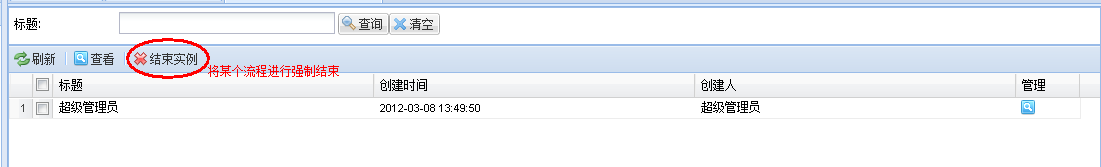 标题: 查询 清空
刷新 查看 结束实例
将某个流程进行强制结束
标题 创建时间 创建人 管理
1 超级管理员 2012-03-08 13:49:50 超级管理员